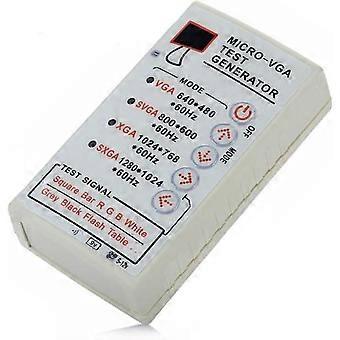 MICRO-VGA
TEST
GENERATOR
MODE
VGA 640*480
*60Hz
SVGA 800*600
*60Hz
XGA 1024*768
*60Hz
SXGA 1280*1024
*60Hz
OFF
MODE
TEST SIGNAL
Square Bar R G B White
Grey Black Flash Table
9V